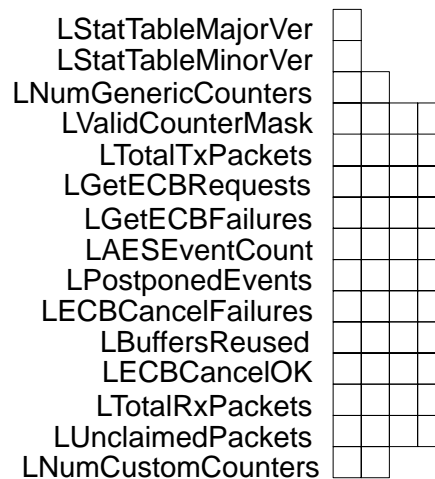 LStatTableMajorVer
LStatTableMinorVer
LNumGenericCounters
LValidCounterMask
LTotalTxPackets
LGetECBRequests
LGetECBFailures
LAESEventCount
LPostponedEvents
LECBCancelFailures
LBuffersReused
LECBCancelOK
LTotalRxPackets
LUnclaimedPackets
LNumCustomCounters